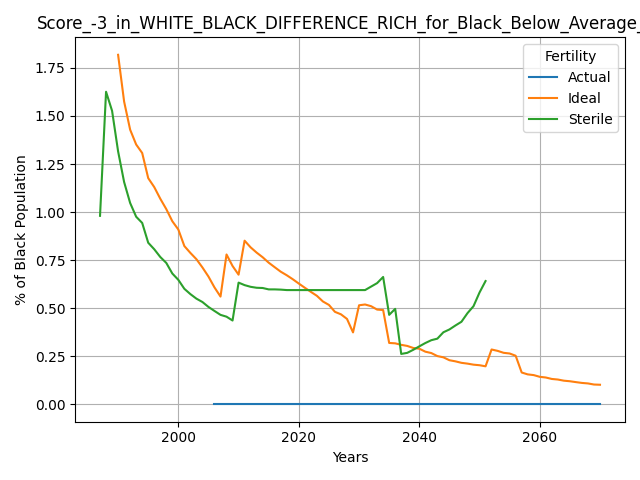 Score_-3_in_WHITE_BLACK_DIFFERENCE_RICH_for_Black_Below_Average_
Fertility
Actual
Ideal
Sterile
% of Black Population
1.75
1.50
1.25
1.00
0.75
0.50
0.25
0.00
2000 2020 2040 2060
Years